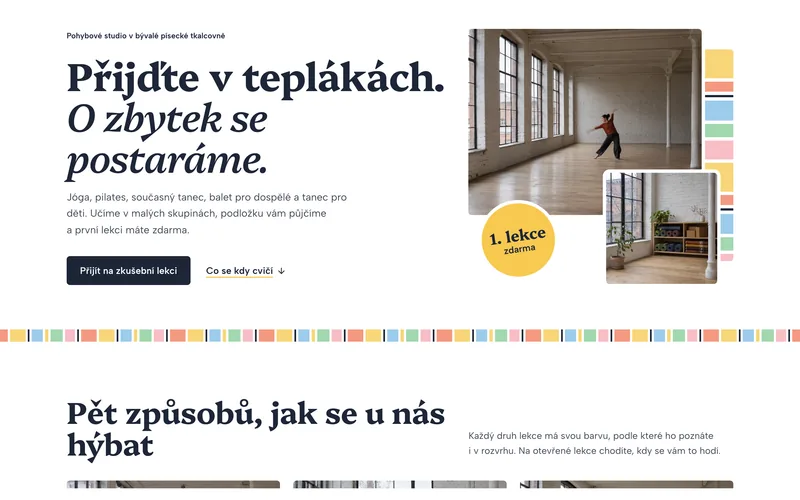 Pohybové studio v bývalé písecké tkalcovně
Přijďte v teplákách.
O zbytek se
postaráme.
Jóga, pilates, současný tanec, balet pro dospělé a tanec pro
děti. Učíme v malých skupinách, podložku vám půjčíme
a první lekci máte zdarma.
Přijít na zkušební lekci
Co se kdy cvičí ↓
1. lekce
zdarma
Pět způsobů, jak se u nás
hýbat
Každý druh lekce má svou barvu, podle které ho poznáte
i v rozvrhu. Na otevřené lekce chodíte, kdy se vám to hodí.